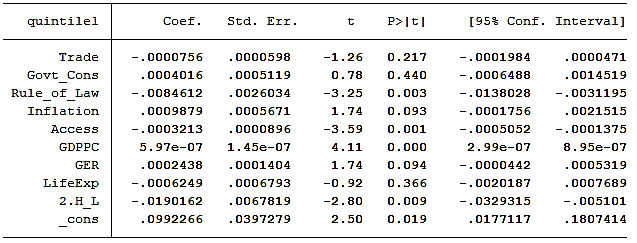 quintilel Coef. Std. Err. t P>|t| [95% Conf. Interval]
Trade -.0000756 .0000598 -1.26 0.217 -.0001984 .0000471
Govt_Cons .0004016 .0005119 0.78 0.440 -.0006488 .0014519
Rule_of_Law -.0084612 .0026034 -3.25 0.003 -.0138028 -.0031195
Inflation .0009879 .0005671 1.74 0.093 -.0001756 .0021515
Access -.0003213 .0000896 -3.59 0.001 -.0005052 -.0001375
GDPPC 5.97e-07 1.45e-07 4.11 0.000 2.99e-07 8.95e-07
GER .0002438 .0001404 1.74 0.094 -.0000442 .0005319
LifeExp -.0006249 .0006793 -0.92 0.366 -.0020187 .0007689
2.H_L -.0190162 .0067819 -2.80 0.009 -.0329315 -.005101
_cons .0992266 .0397279 2.50 0.019 .0177117 .1807414